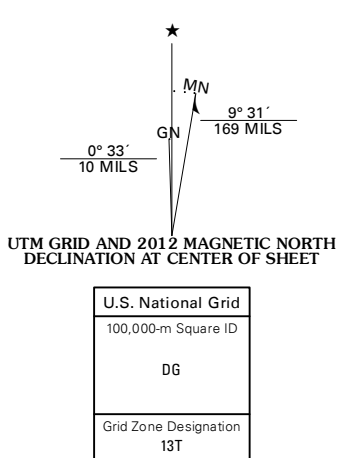 MN
9° 31´
169 MILS
GN
0° 33´
10 MILS
UTM GRID AND 2012 MAGNETIC NORTH
DECLINATION AT CENTER OF SHEET
U.S. National Grid
100,000-m Square ID
DG
Grid Zone Designation
13T